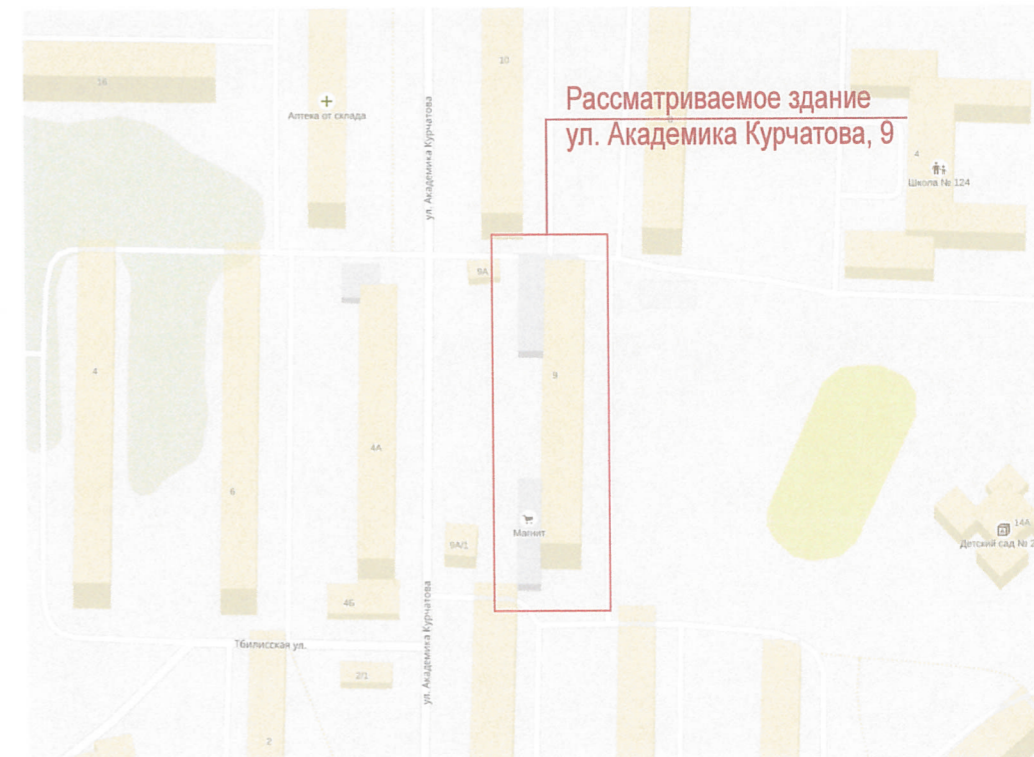 56
10
Аптека от склада
ул. Академика Курчатова
Рассматриваемое здание
ул. Академика Курчатова, 9
4
Школа № 124
9А
4
9
4А
6
Магнит
9А/1
14А
Детский сад № 2
4Б
ул. Академика Курчатова
Тбилисская ул.
2/1
2